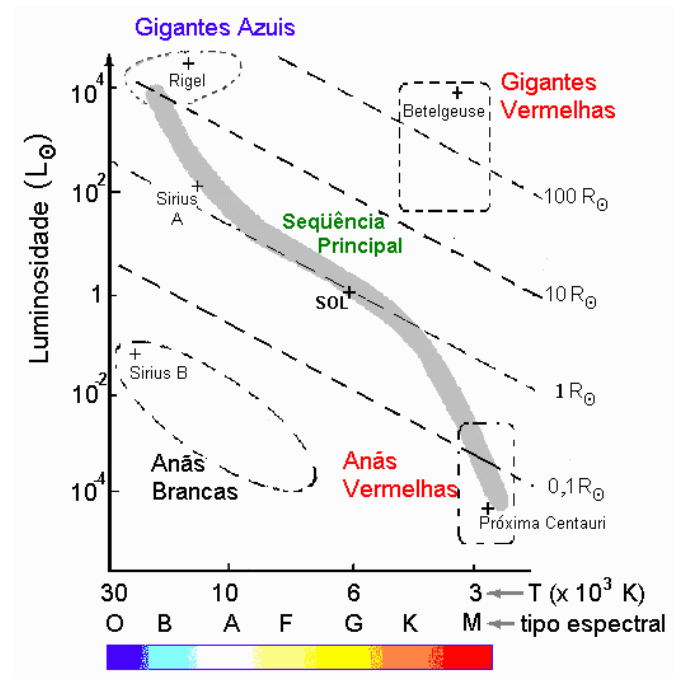 Gigantes Azuis
10⁴
Rigel
Gigantes
Vermelhas
Betelgeuse
Luminosidade (L⊙)
10²
Sirius
A
100 R⊙
Seqüência
Principal
1
SOL
10 R⊙
Sirius B
10⁻²
1 R⊙
Anãs
Brancas
Anãs
Vermelhas
10⁻⁴
0,1R⊙
Próxima Centauri
30 10 6 3 T (x 10³ K)
O B A F G K M tipo espectral